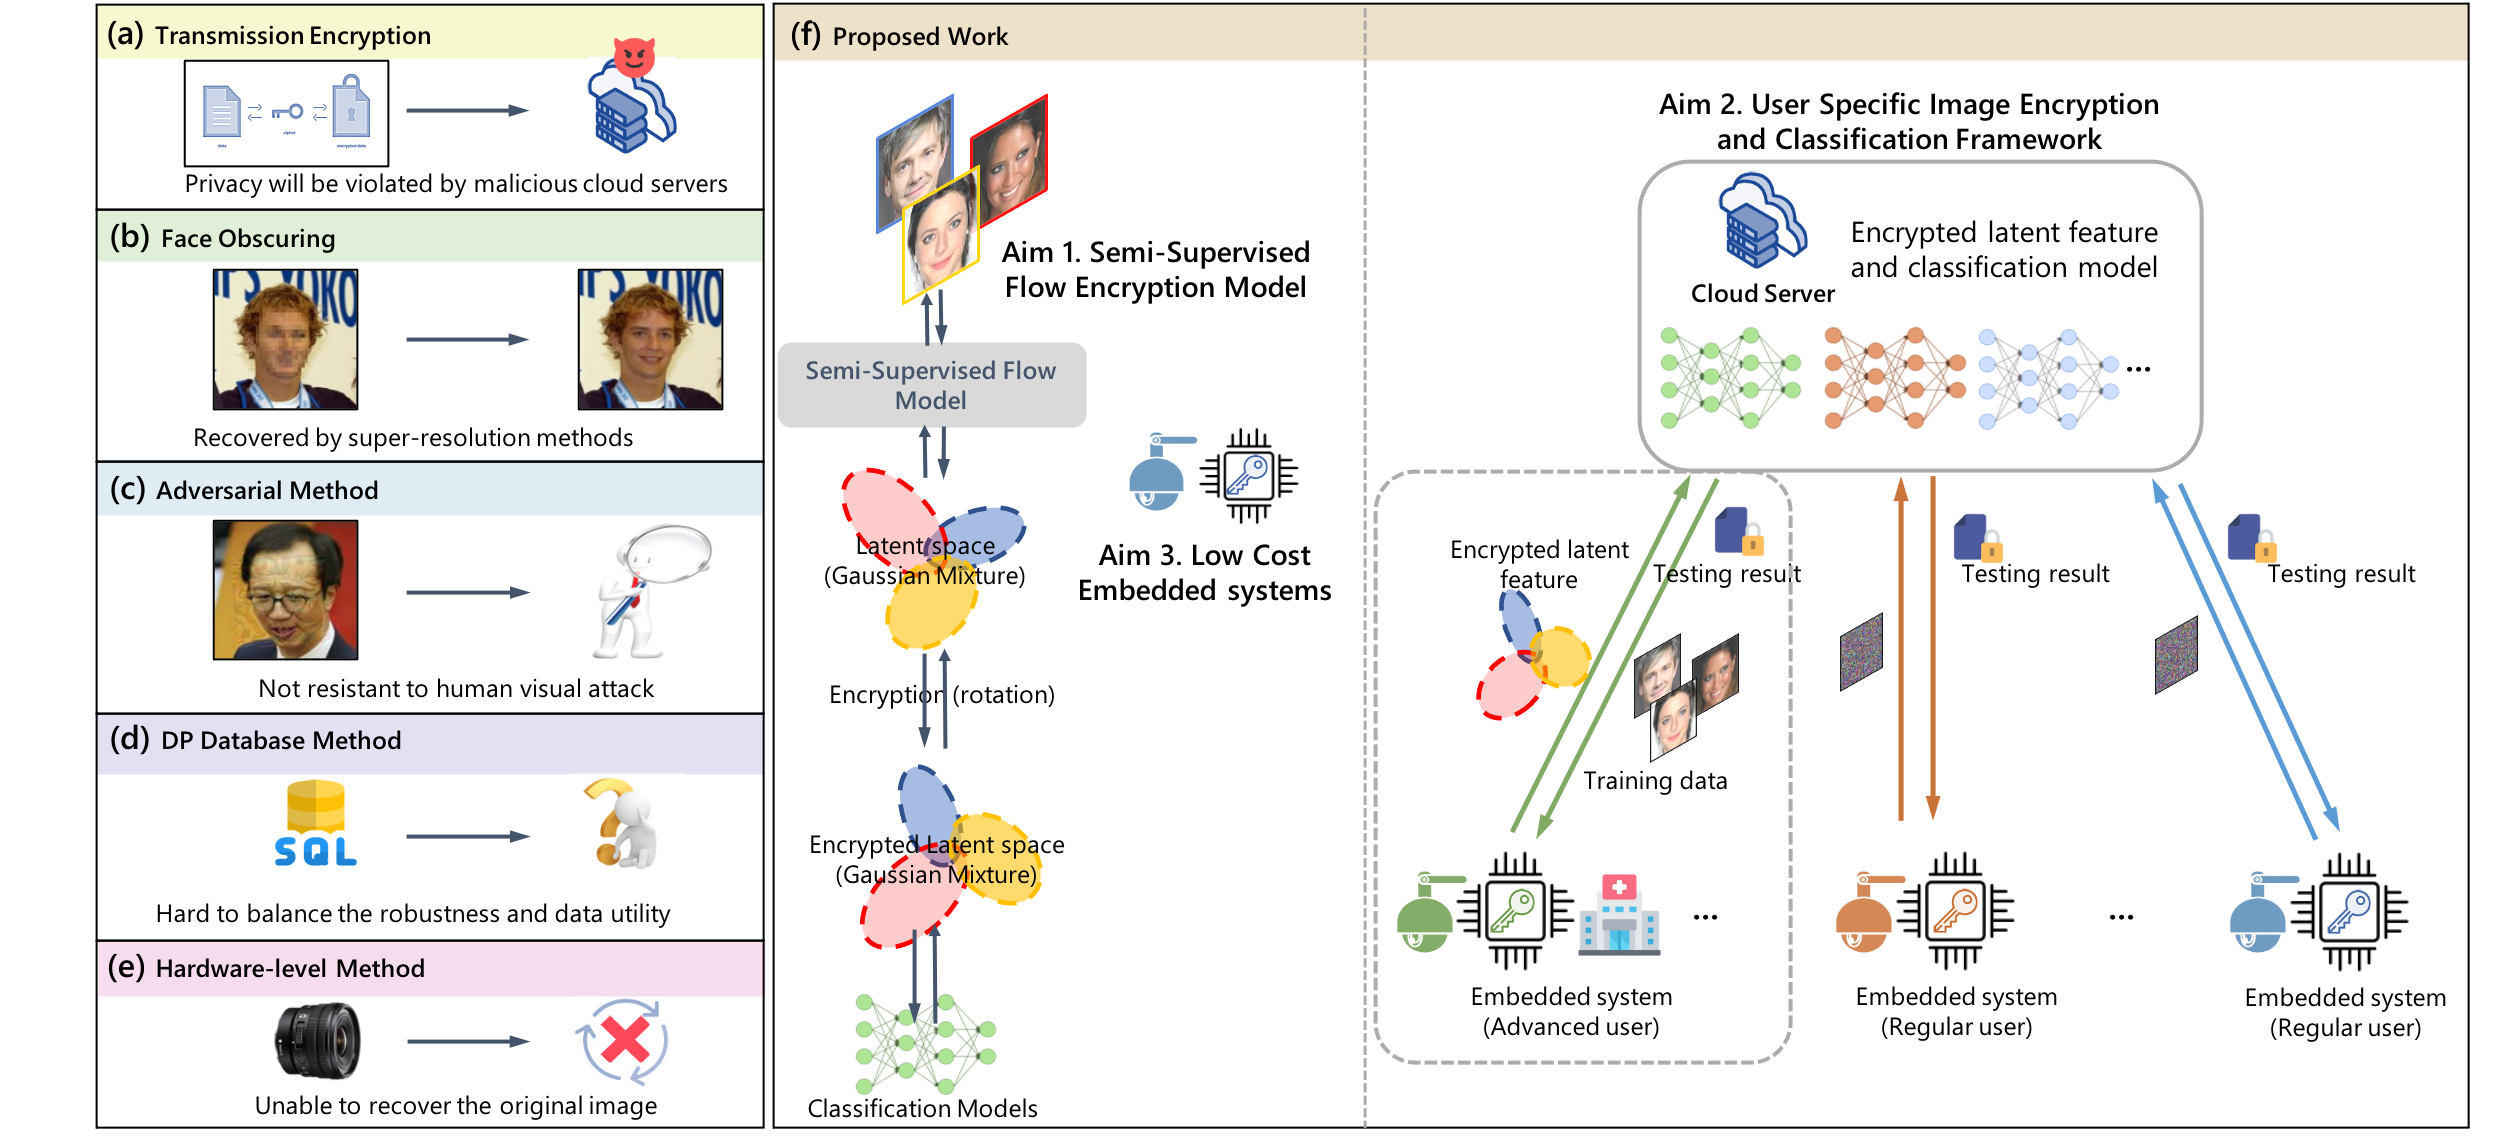 (a) Transmission Encryption
data
cipher
encrypted data
Privacy will be violated by malicious cloud servers
(b) Face Obscuring
Recovered by super-resolution methods
(c) Adversarial Method
Not resistant to human visual attack
(d) DP Database Method
SQL
Hard to balance the robustness and data utility
(e) Hardware-level Method
Unable to recover the original image
(f) Proposed Work
Aim 1. Semi-Supervised
Flow Encryption Model
Semi-Supervised Flow
Model
Latent space
(Gaussian Mixture)
Encryption (rotation)
Encrypted Latent space
(Gaussian Mixture)
Classification Models
Aim 3. Low Cost
Embedded systems
Aim 2. User Specific Image Encryption
and Classification Framework
Cloud Server
Encrypted latent feature
and classification model
...
Encrypted latent
feature
Testing result
Training data
Testing result
Testing result
...
Embedded system
(Advanced user)
Embedded system
(Regular user)
...
Embedded system
(Regular user)